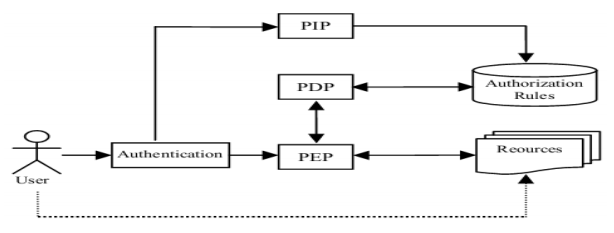 PIP
PDP
Authorization
Rules
Authentication
PEP
Reources
User